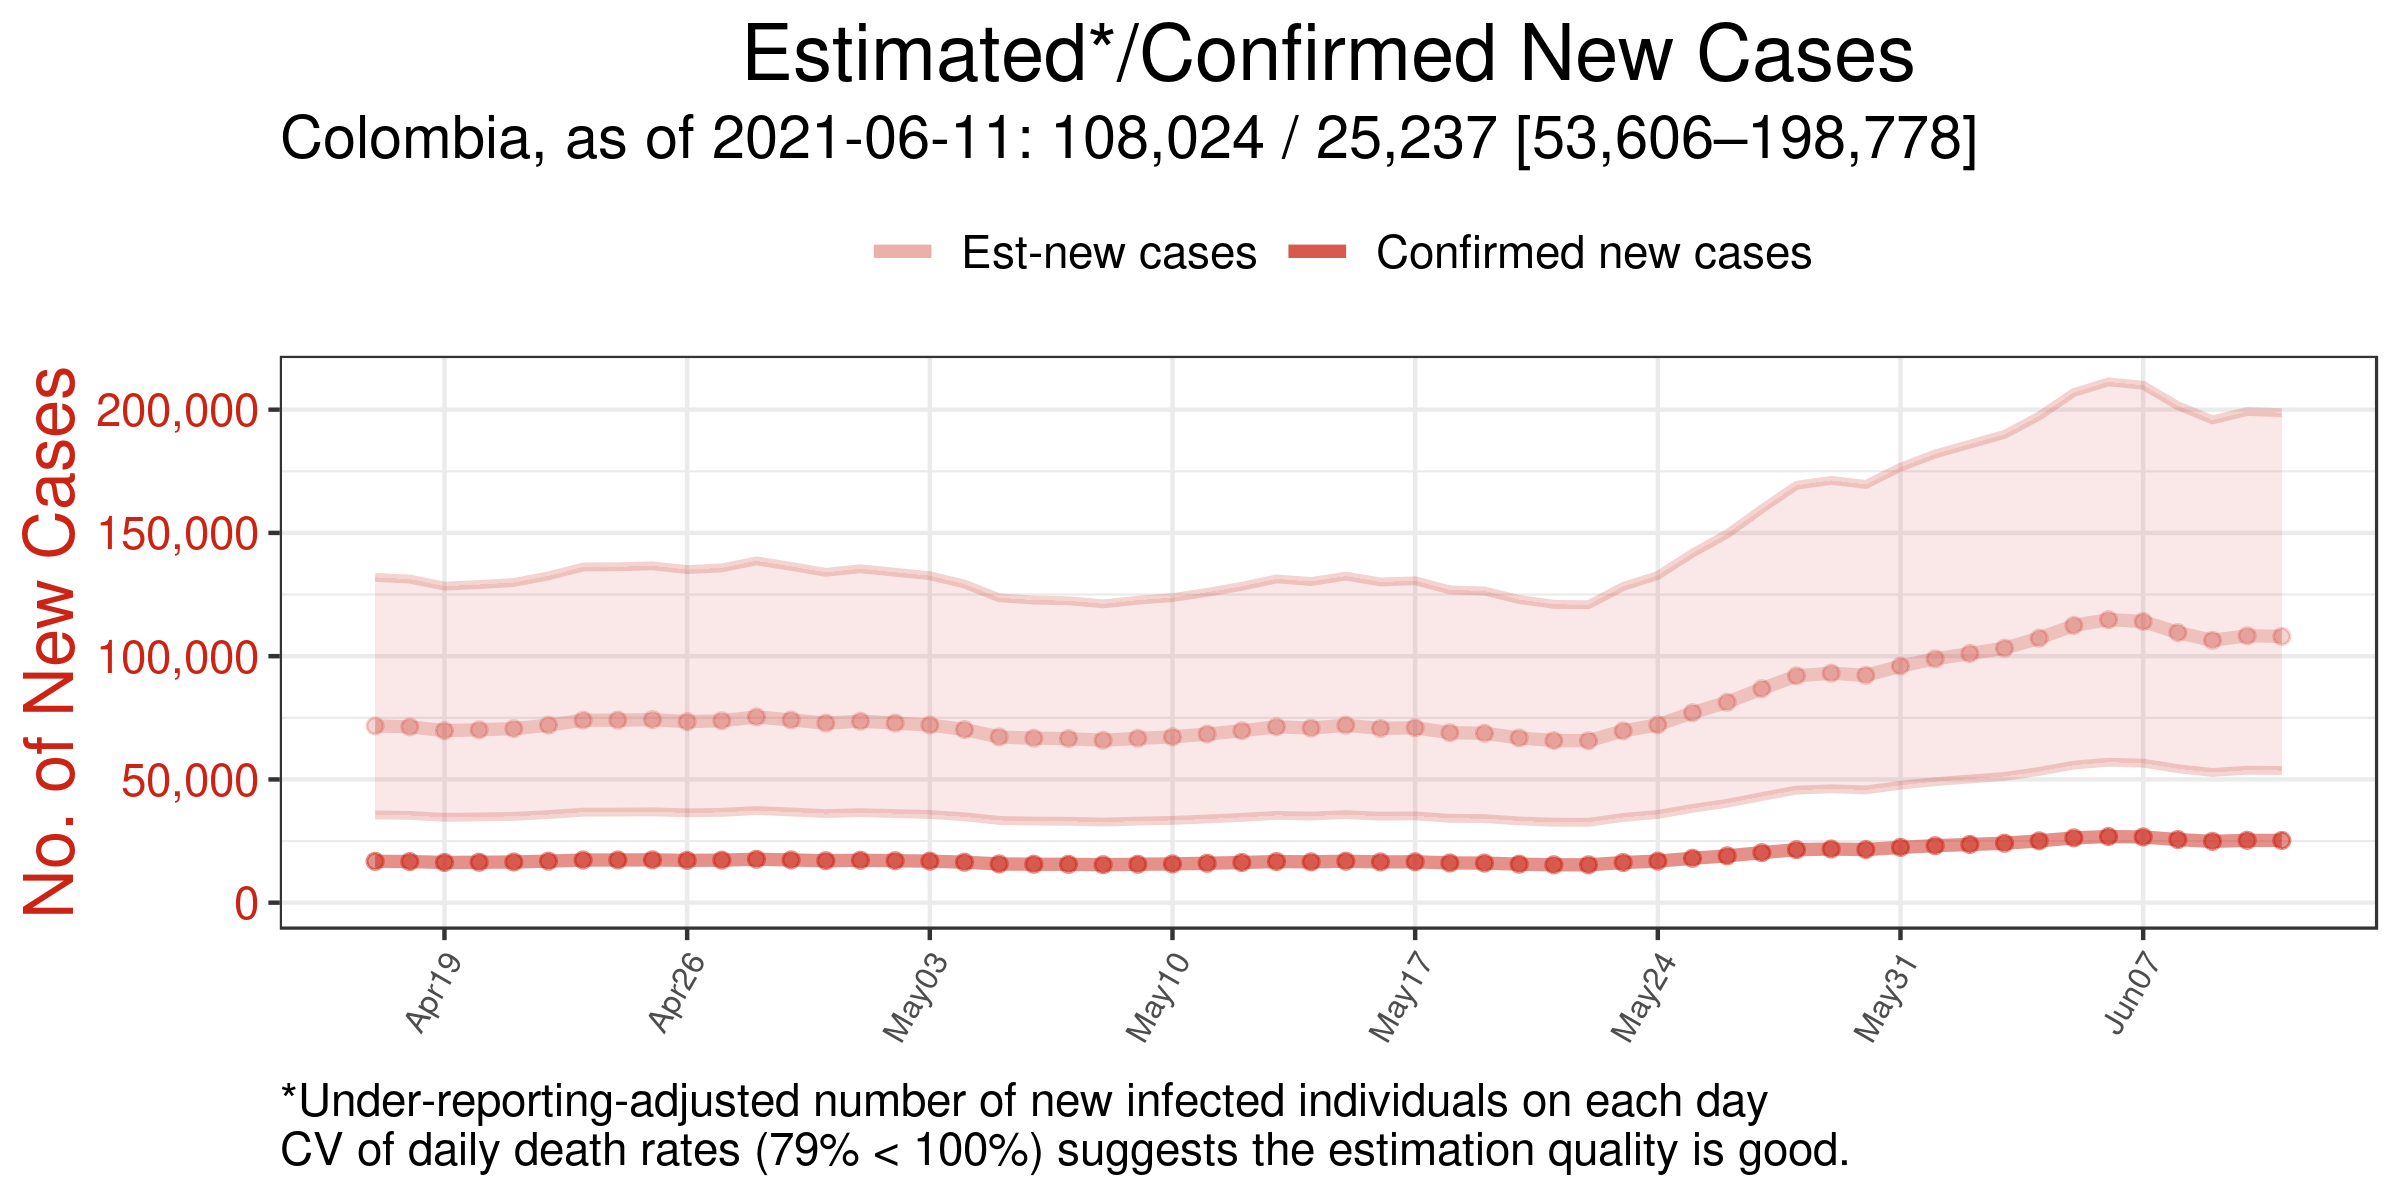 Estimated*/Confirmed New Cases
Colombia, as of 2021-06-11: 108,024 / 25,237 [53,606–198,778]
Est-new cases Confirmed new cases
No. of New Cases
200,000
150,000
100,000
50,000
0
Apr19 Apr26 May03 May10 May17 May24 May31 Jun07
*Under-reporting-adjusted number of new infected individuals on each day
CV of daily death rates (79% < 100%) suggests the estimation quality is good.